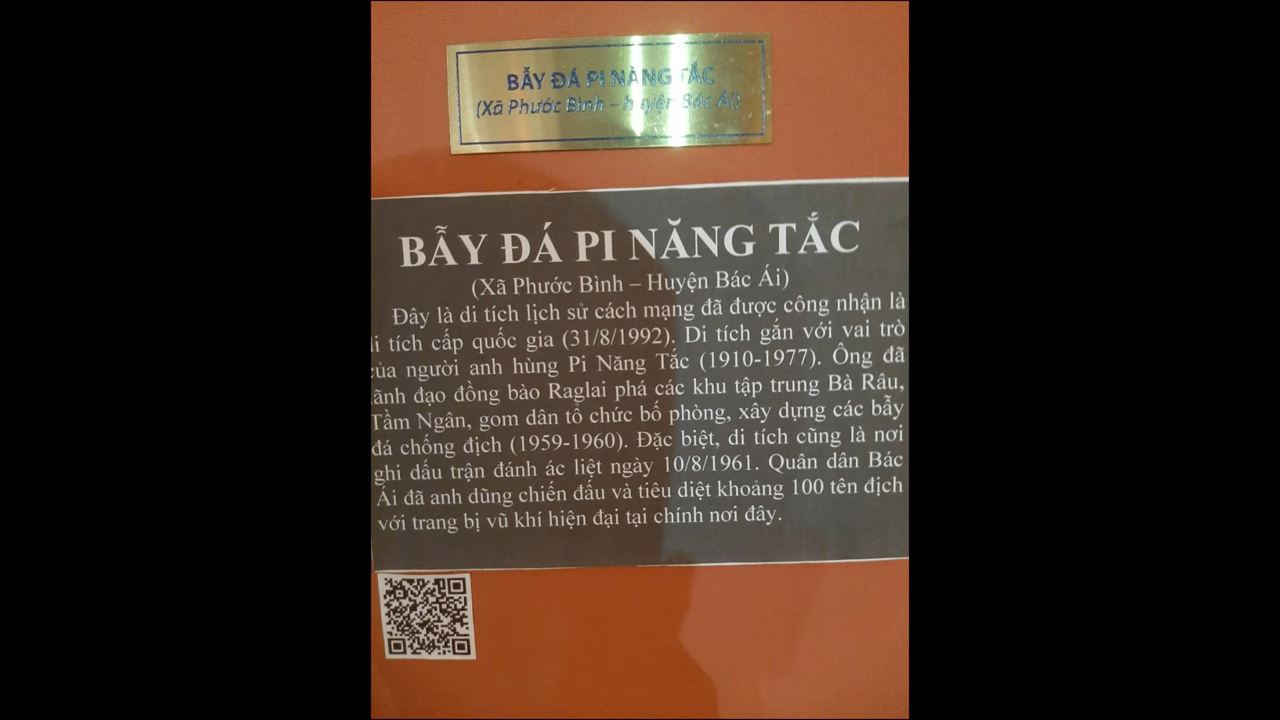 BẪY ĐÁ PI NĂNG TẮC
(Xã Phước Bình – huyện Bác Ái)
BẪY ĐÁ PI NĂNG TẮC
(Xã Phước Bình – Huyện Bác Ái)
Đây là di tích lịch sử cách mạng đã được công nhận là
di tích cấp quốc gia (31/8/1992). Di tích gắn với vai trò
của người anh hùng Pi Năng Tắc (1910-1977). Ông đã
lãnh đạo đồng bào Raglai phá các khu tập trung Bà Râu,
Tầm Ngân, gom dân tổ chức bố phòng, xây dựng các bẫy
đá chống địch (1959-1960). Đặc biệt, di tích cũng là nơi
ghi dấu trận đánh ác liệt ngày 10/8/1961. Quân dân Bác
Ái đã anh dũng chiến đấu và tiêu diệt khoảng 100 tên địch
với trang bị vũ khí hiện đại tại chính nơi đây.